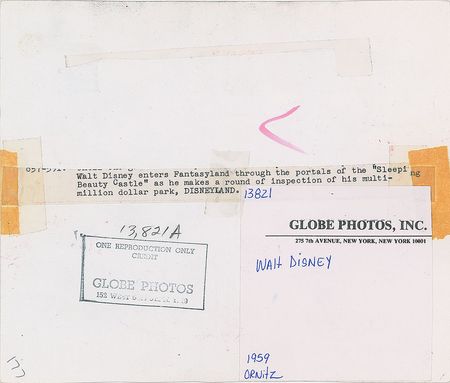 Walt Disney enters Fantasyland through the portals of the "Sleeping
Beauty Castle" as he makes a round of inspection of his multi-
million dollar park, DISNEYLAND. 13821
13,821A
ONE REPRODUCTION ONLY
CREDIT
GLOBE PHOTOS
GLOBE PHOTOS, INC.
275 7th AVENUE, NEW YORK, NEW YORK 10001
WALT DISNEY
1959
ORNITZ